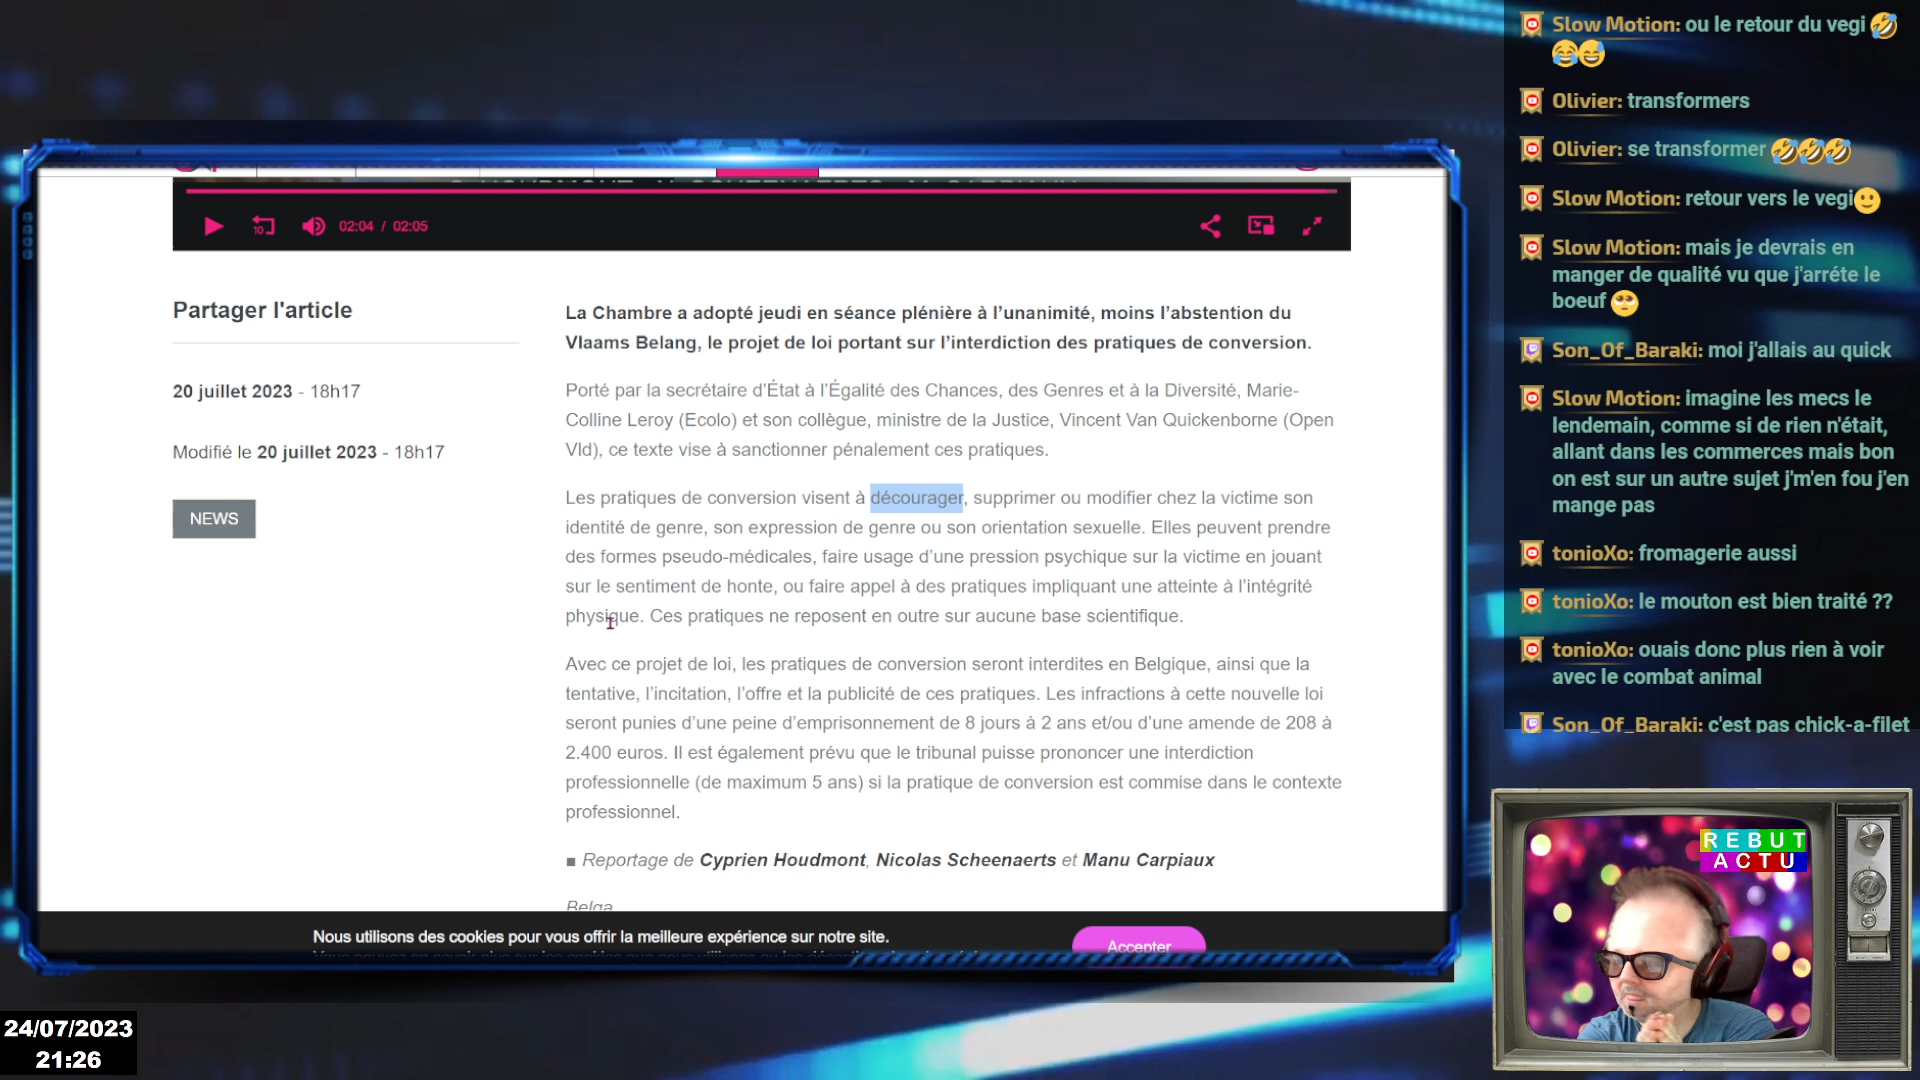 02:04 / 02:05
Partager l'article
20 juillet 2023 - 18h17
Modifié le 20 juillet 2023 - 18h17
NEWS
La Chambre a adopté jeudi en séance plénière à l’unanimité, moins l’abstention du
Vlaams Belang, le projet de loi portant sur l’interdiction des pratiques de conversion.
Porté par la secrétaire d’État à l’Égalité des Chances, des Genres et à la Diversité, Marie-
Colline Leroy (Ecolo) et son collègue, ministre de la Justice, Vincent Van Quickenborne (Open
Vld), ce texte vise à sanctionner pénalement ces pratiques.
Les pratiques de conversion visent à décourager, supprimer ou modifier chez la victime son
identité de genre, son expression de genre ou son orientation sexuelle. Elles peuvent prendre
des formes pseudo-médicales, faire usage d’une pression psychique sur la victime en jouant
sur le sentiment de honte, ou faire appel à des pratiques impliquant une atteinte à l’intégrité
physique. Ces pratiques ne reposent en outre sur aucune base scientifique.
Avec ce projet de loi, les pratiques de conversion seront interdites en Belgique, ainsi que la
tentative, l’incitation, l’offre et la publicité de ces pratiques. Les infractions à cette nouvelle loi
seront punies d’une peine d’emprisonnement de 8 jours à 2 ans et/ou d’une amende de 208 à
2.400 euros. Il est également prévu que le tribunal puisse prononcer une interdiction
professionnelle (de maximum 5 ans) si la pratique de conversion est commise dans le contexte
professionnel.
■ Reportage de Cyprien Houdmont, Nicolas Scheenaerts et Manu Carpiaux
Belga
Nous utilisons des cookies pour vous offrir la meilleure expérience sur notre site.
Accepter
Slow Motion: ou le retour du vegi 🤣
😂😅
Olivier: transformers
Olivier: se transformer 🤣🤣🤣
Slow Motion: retour vers le vegi🙂
Slow Motion: mais je devrais en
manger de qualité vu que j'arréte le
boeuf 🥺
Son_Of_Baraki: moi j'allais au quick
Slow Motion: imagine les mecs le
lendemain, comme si de rien n'était,
allant dans les commerces mais bon
on est sur un autre sujet j'm'en fou j'en
mange pas
tonioXo: fromagerie aussi
tonioXo: le mouton est bien traité ??
tonioXo: ouais donc plus rien à voir
avec le combat animal
Son_Of_Baraki: c'est pas chick-a-filet
REBUT
ACTU
24/07/2023
21:26